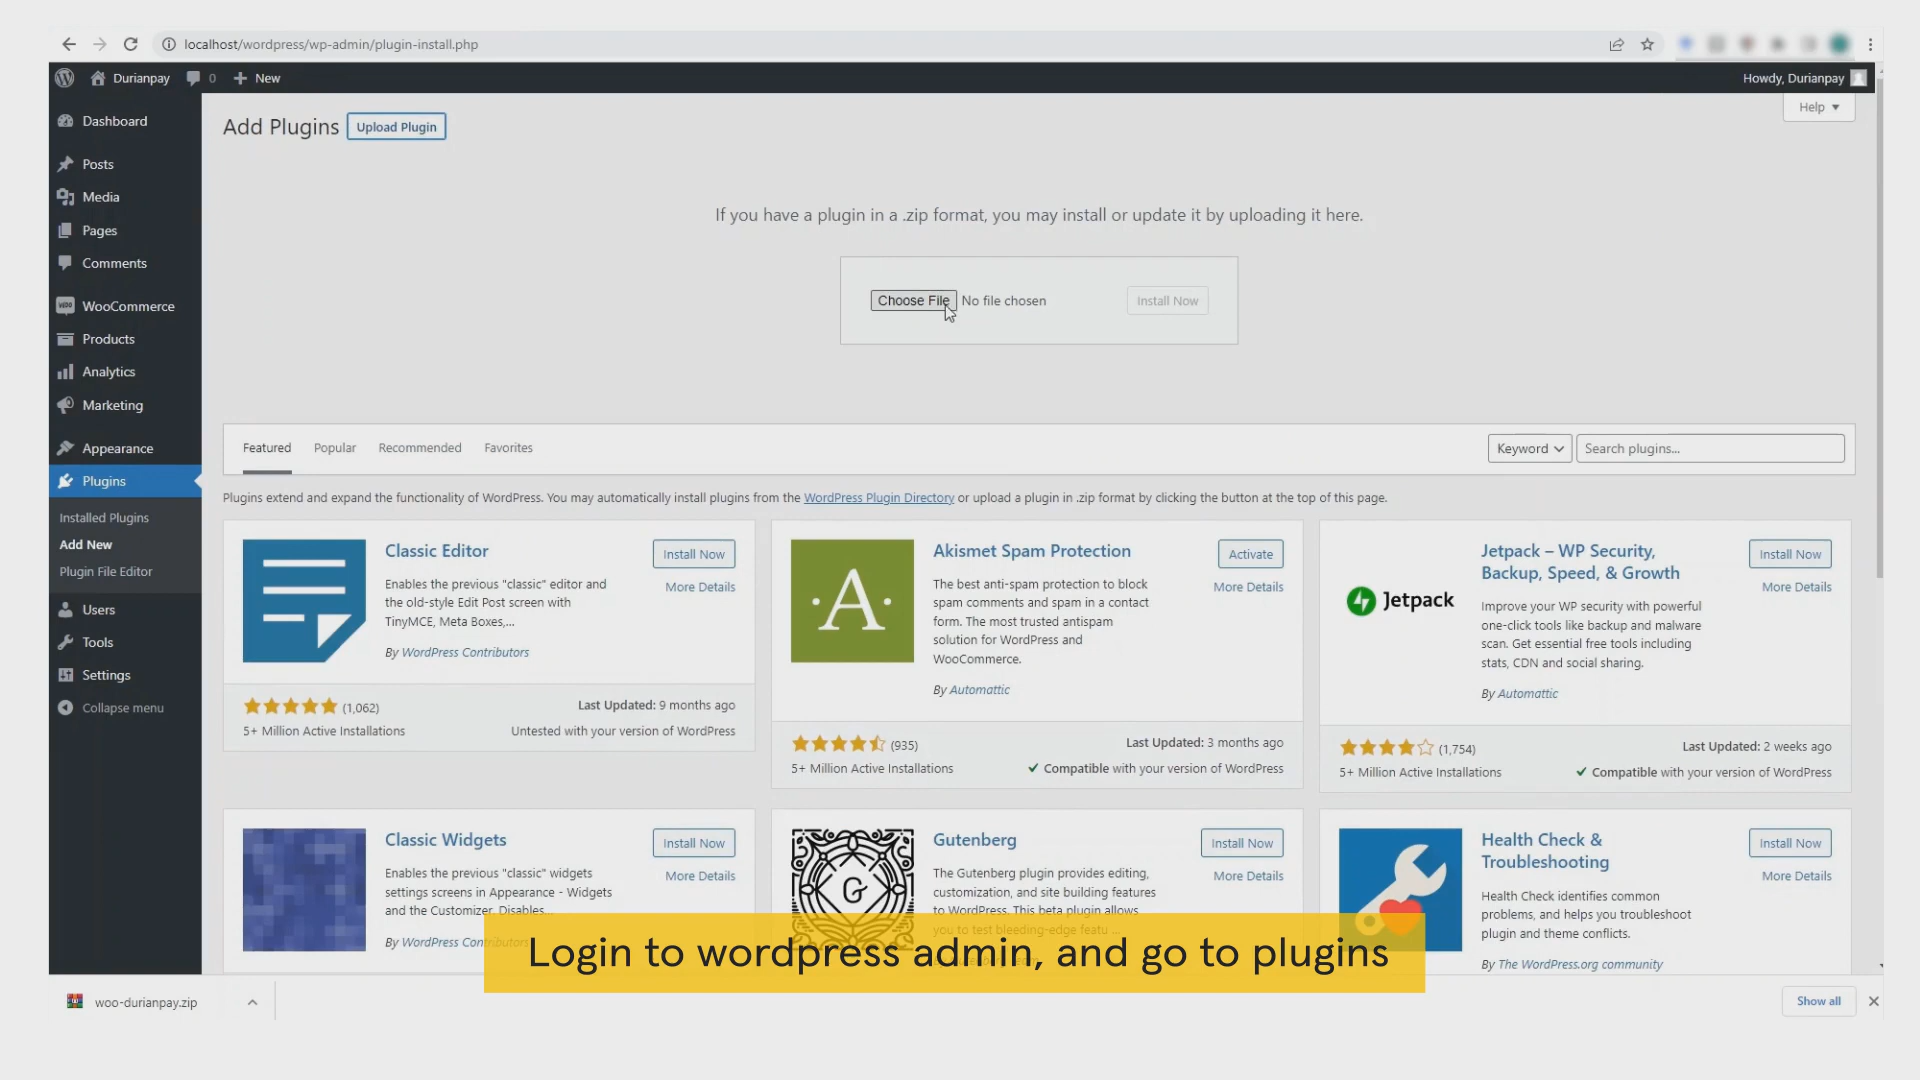 localhost/wordpress/wp-admin/plugin-install.php
Durianpay 0 New
Howdy, Durianpay
Help
Dashboard
Posts
Media
Pages
Comments
WooCommerce
Products
Analytics
Marketing
Appearance
Plugins
Installed Plugins
Add New
Plugin File Editor
Users
Tools
Settings
Collapse menu
Add Plugins Upload Plugin
If you have a plugin in a .zip format, you may install or update it by uploading it here.
Choose File No file chosen Install Now
Featured Popular Recommended Favorites Keyword Search plugins...
Plugins extend and expand the functionality of WordPress. You may automatically install plugins from the WordPress Plugin Directory or upload a plugin in .zip format by clicking the button at the top of this page.
Classic Editor
Install Now
More Details
Enables the previous "classic" editor and
the old-style Edit Post screen with
TinyMCE, Meta Boxes,...
By WordPress Contributors
(1,062)
Last Updated: 9 months ago
5+ Million Active Installations
Untested with your version of WordPress
A
Akismet Spam Protection
Activate
More Details
The best anti-spam protection to block
spam comments and spam in a contact
form. The most trusted antispam
solution for WordPress and
WooCommerce.
By Automattic
(935)
Last Updated: 3 months ago
5+ Million Active Installations
Compatible with your version of WordPress
Jetpack
Jetpack – WP Security,
Backup, Speed, & Growth
Install Now
More Details
Improve your WP security with powerful
one-click tools like backup and malware
scan. Get essential free tools including
stats, CDN and social sharing.
By Automattic
(1,754)
Last Updated: 2 weeks ago
5+ Million Active Installations
Compatible with your version of WordPress
Classic Widgets
Install Now
More Details
Enables the previous "classic" widgets
settings screens in Appearance - Widgets
and the Customizer. Disables...
By WordPress Contributors
G
Gutenberg
Install Now
More Details
The Gutenberg plugin provides editing,
customization, and site building features
to WordPress. This beta plugin allows
you to test bleeding-edge featu ...
Health Check &
Troubleshooting
Install Now
More Details
Health Check identifies common
problems, and helps you troubleshoot
plugin and theme conflicts.
By The WordPress.org community
Login to wordpress admin, and go to plugins
woo-durianpay.zip
Show all